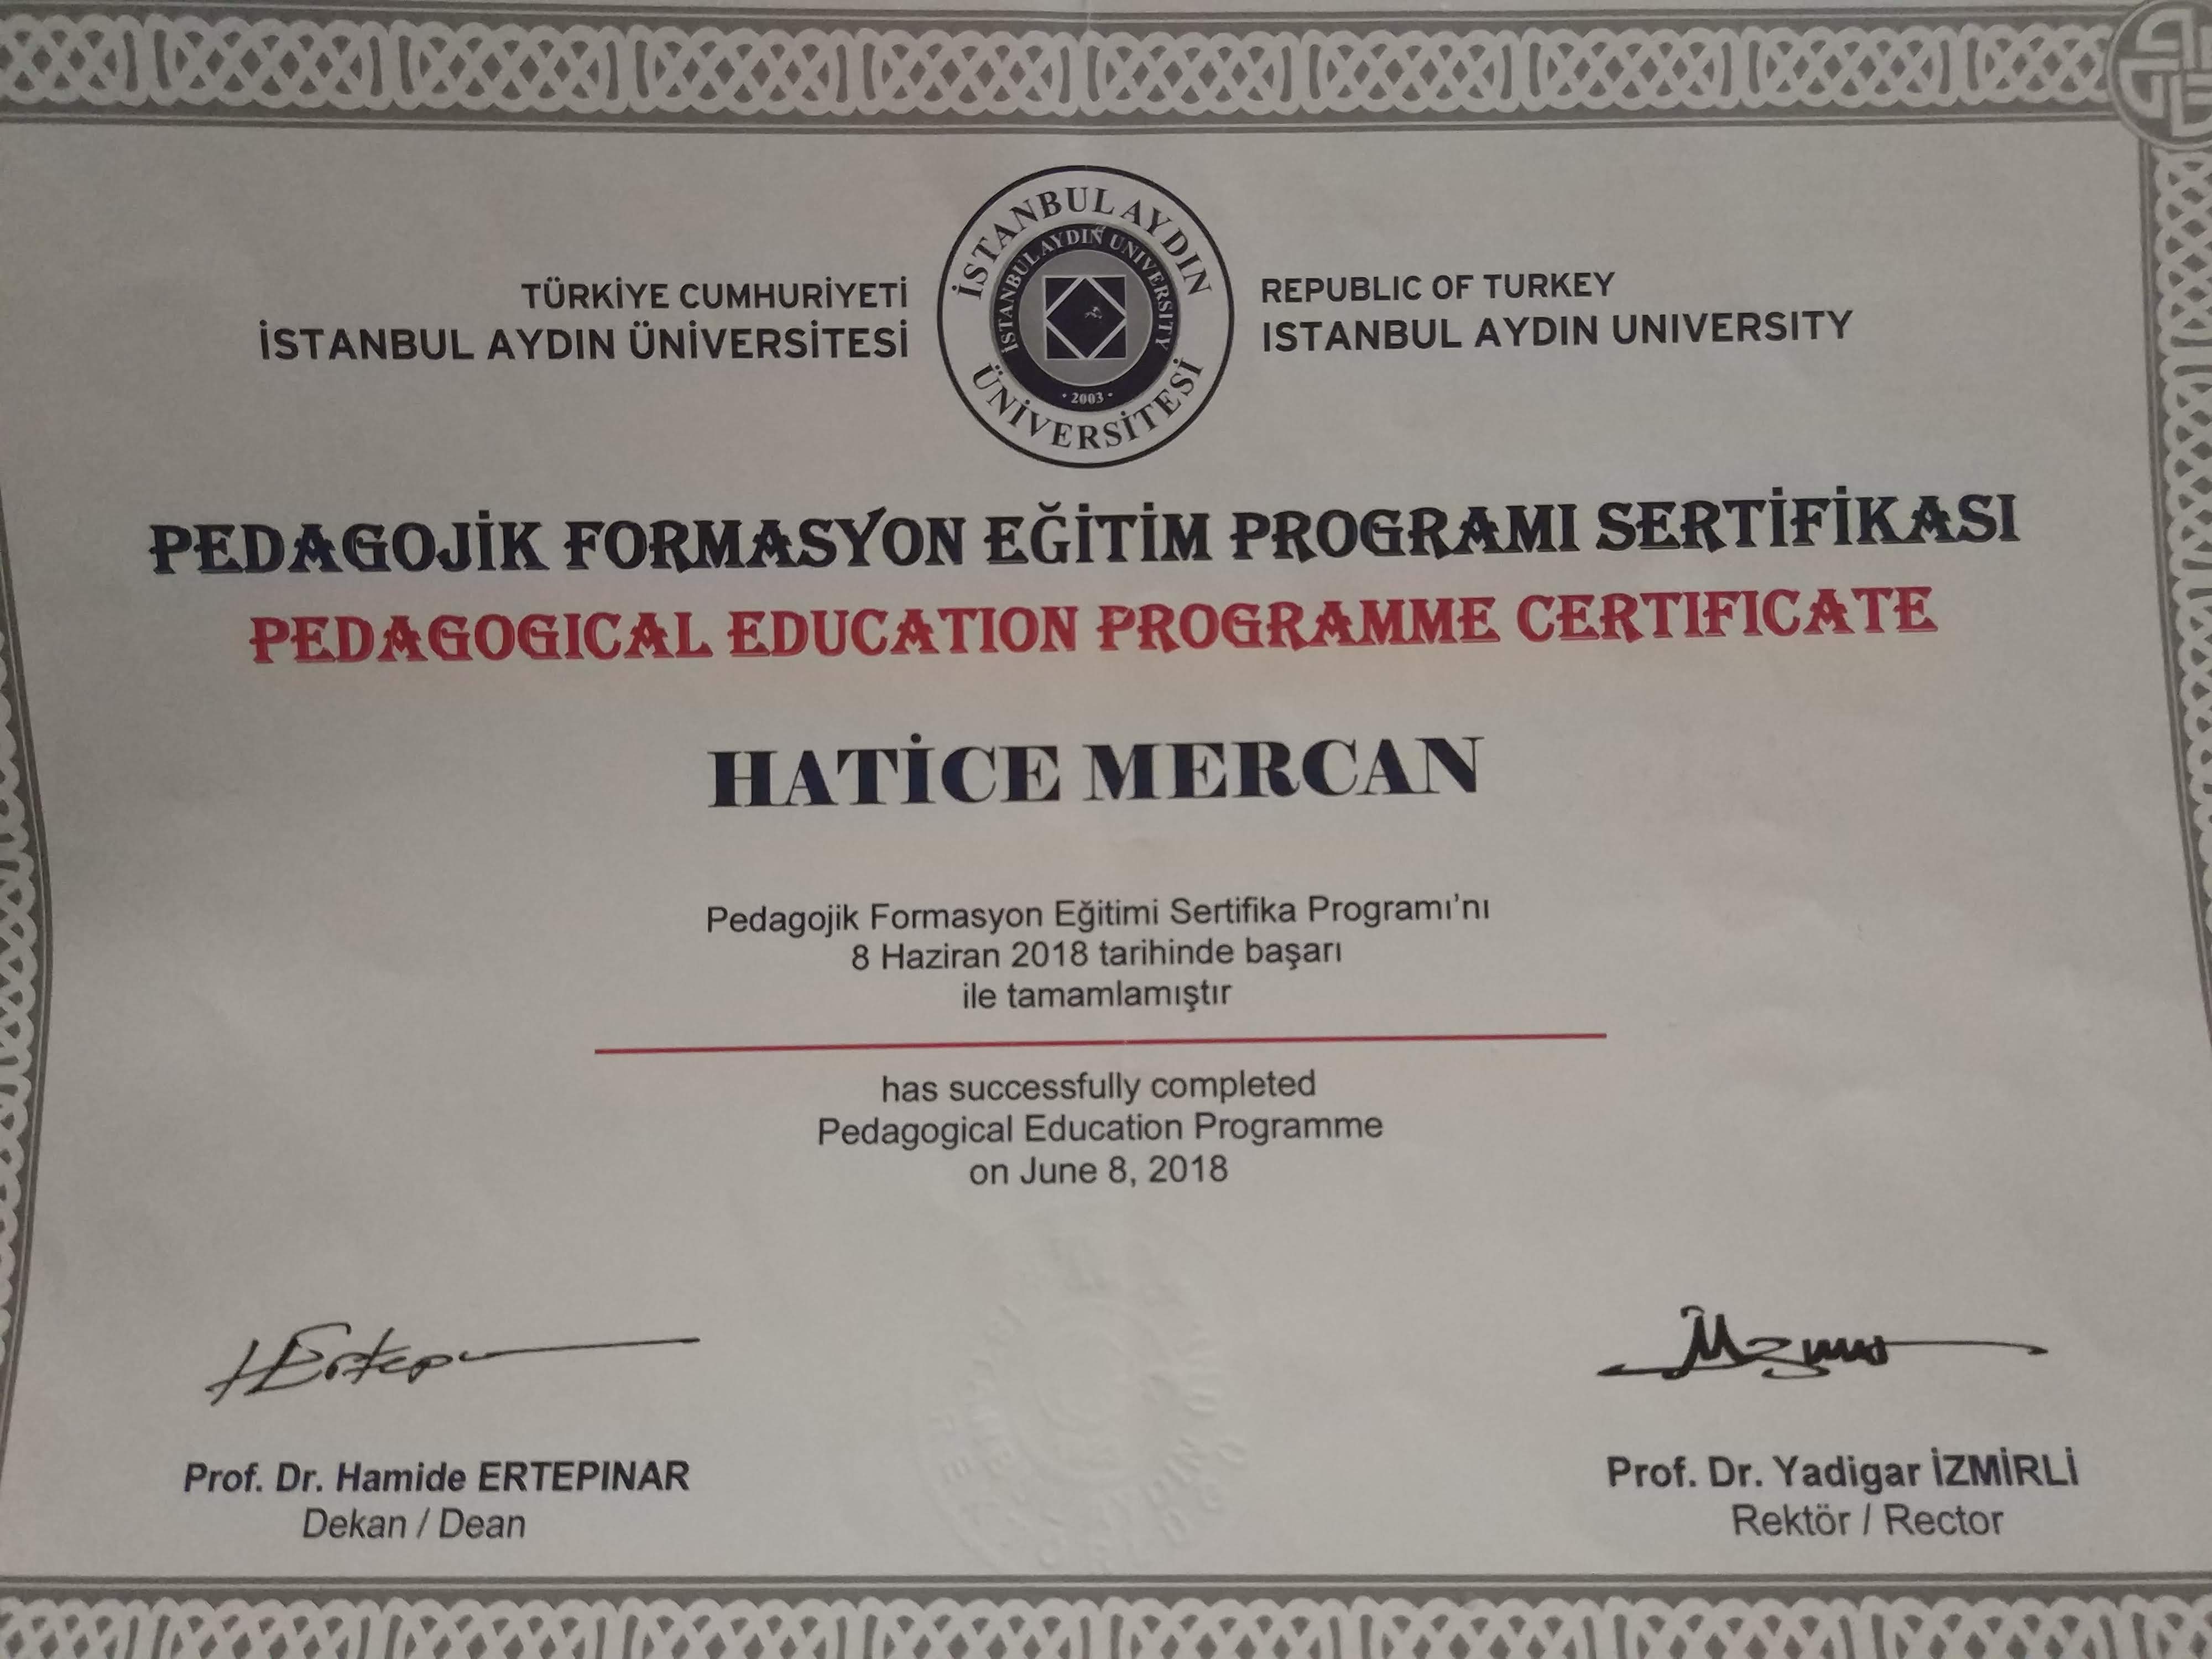 TÜRKİYE CUMHURİYETİ
İSTANBUL AYDIN ÜNİVERSİTESİ
İSTANBUL AYDIN
ÜNİVERSİTESİ
İSTANBUL AYDIN UNIVERSITY
· 2003 ·
REPUBLIC OF TURKEY
ISTANBUL AYDIN UNIVERSITY
PEDAGOJİK FORMASYON EĞİTİM PROGRAMI SERTİFİKASI
PEDAGOGICAL EDUCATION PROGRAMME CERTIFICATE
HATİCE MERCAN
Pedagojik Formasyon Eğitimi Sertifika Programı'nı
8 Haziran 2018 tarihinde başarı
ile tamamlamıştır
has successfully completed
Pedagogical Education Programme
on June 8, 2018
Prof. Dr. Hamide ERTEPINAR
Dekan / Dean
Prof. Dr. Yadigar İZMİRLİ
Rektör / Rector